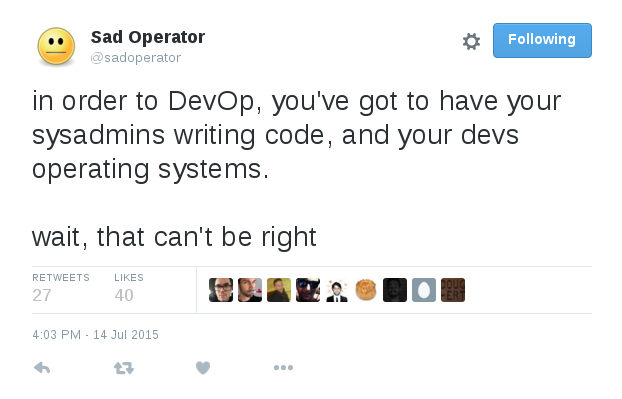 Sad Operator
@sadoperator
Following
in order to DevOp, you've got to have your
sysadmins writing code, and your devs
operating systems.
wait, that can't be right
RETWEETS LIKES
27 40
4:03 PM - 14 Jul 2015